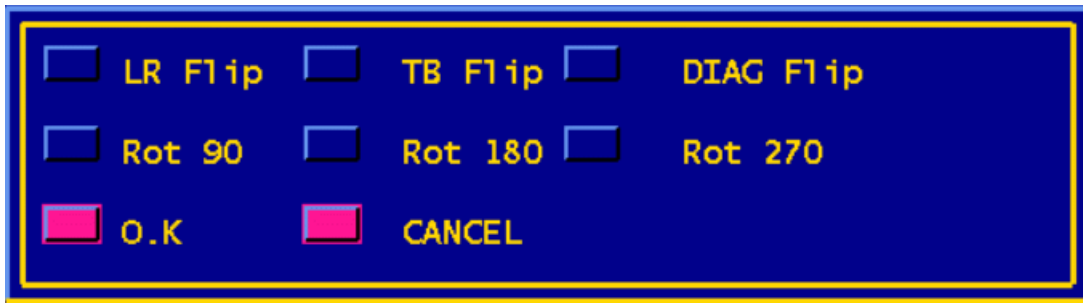 LR Flip TB Flip DIAG Flip
Rot 90 Rot 180 Rot 270
O.K CANCEL